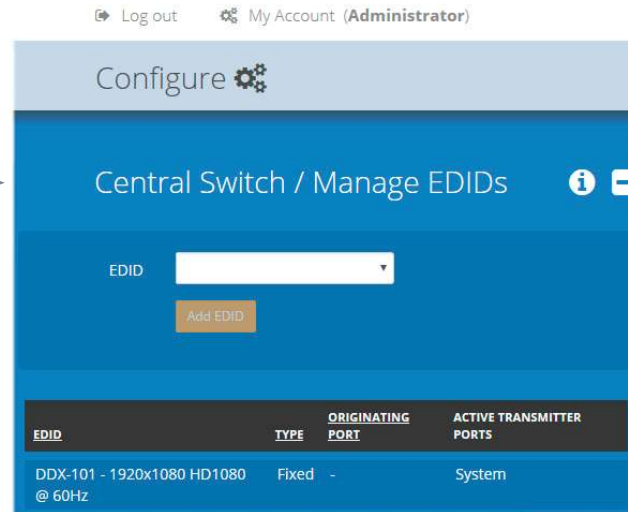 Log out My Account (Administrator)
Configure
Central Switch / Manage EDIDs
EDID
Add EDID
EDID TYPE ORIGINATING PORT ACTIVE TRANSMITTER PORTS
DDX-101 - 1920x1080 HD1080 Fixed - System
@ 60Hz